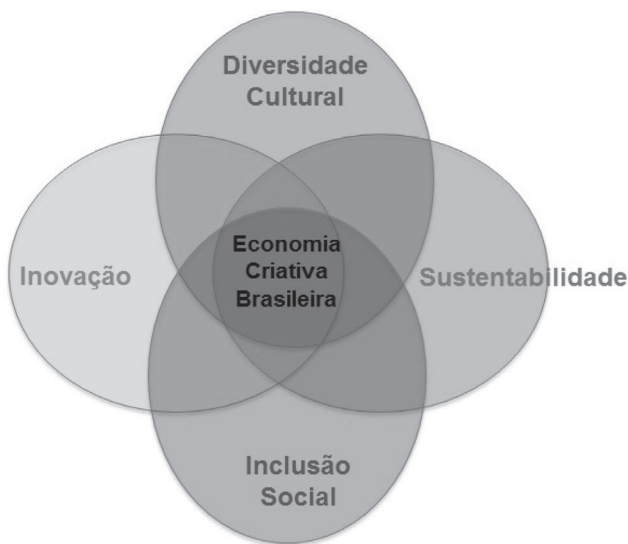 Diversidade
Cultural
Inovação
Economia
Criativa
Brasileira
Sustentabilidade
Inclusão
Social